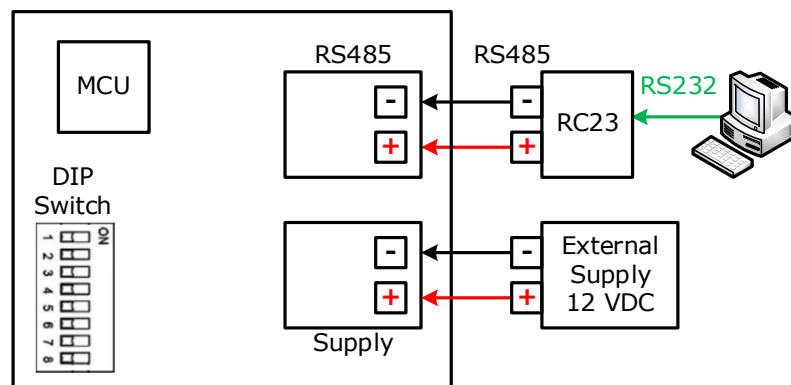 MCU
RS485
-
+
RS485
-
+
RC23
RS232
DIP
Switch
ON
1
2
3
4
5
6
7
8
-
+
Supply
-
+
External
Supply
12 VDC